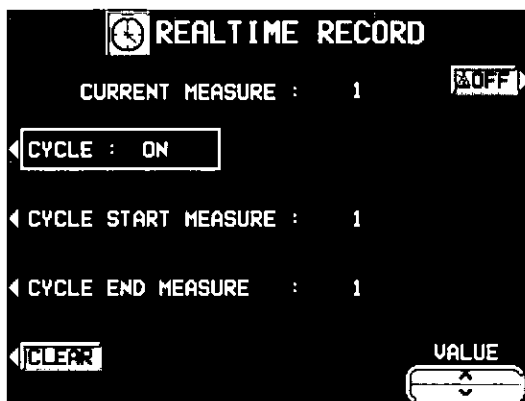 REALTIME RECORD
CURRENT MEASURE : 1
OFF
CYCLE : ON
CYCLE START MEASURE : 1
CYCLE END MEASURE : 1
CLEAR
VALUE